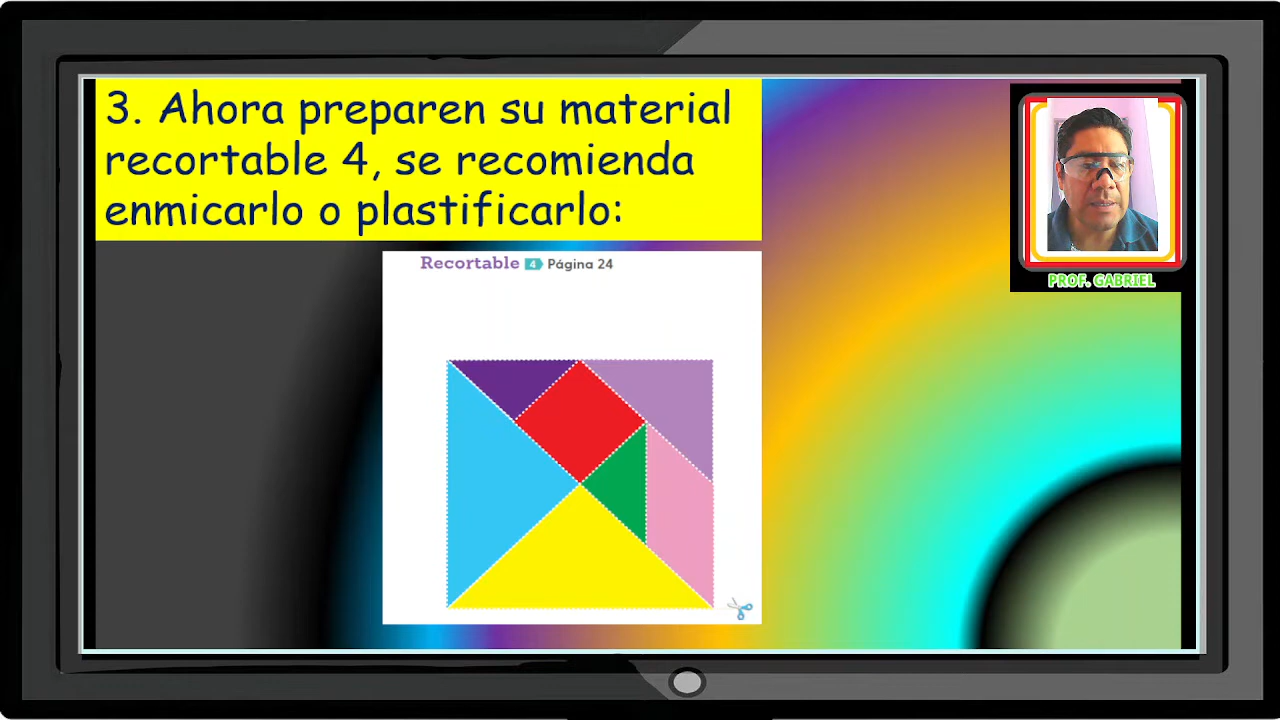 3. Ahora preparen su material
recortable 4, se recomienda
enmicarlo o plastificarlo:
Recortable 4 Página 24
PROF. GABRIEL